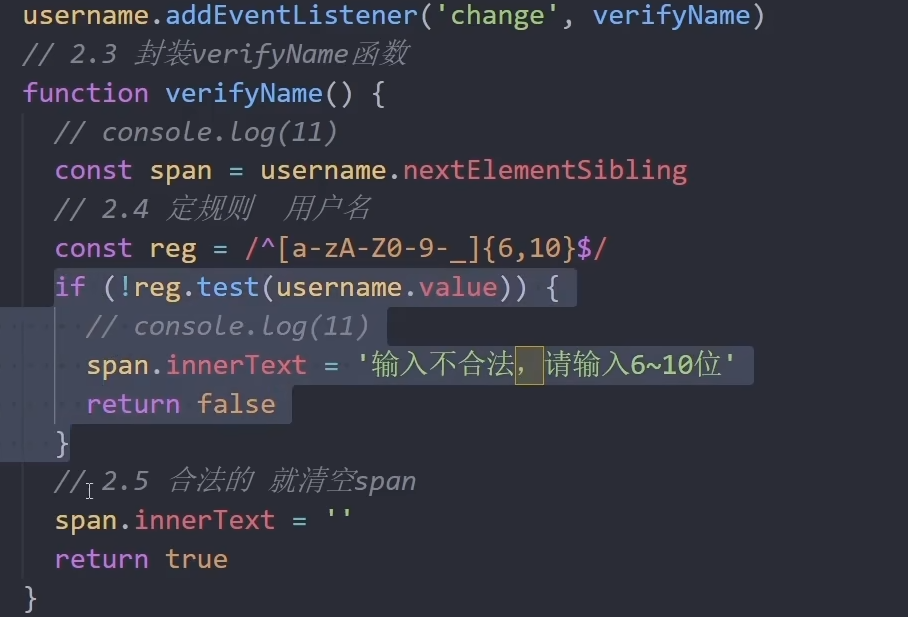 username.addEventListener('change', verifyName)
// 2.3 封装verifyName函数
function verifyName() {
// console.log(11)
const span = username.nextElementSibling
// 2.4 定规则  用户名
const reg = /^[a-zA-Z0-9-_]{6,10}$/
if (!reg.test(username.value)) {
// console.log(11)
span.innerText = '输入不合法，请输入6~10位'
return false
}
// 2.5 合法的 就清空span
span.innerText = ''
return true
}